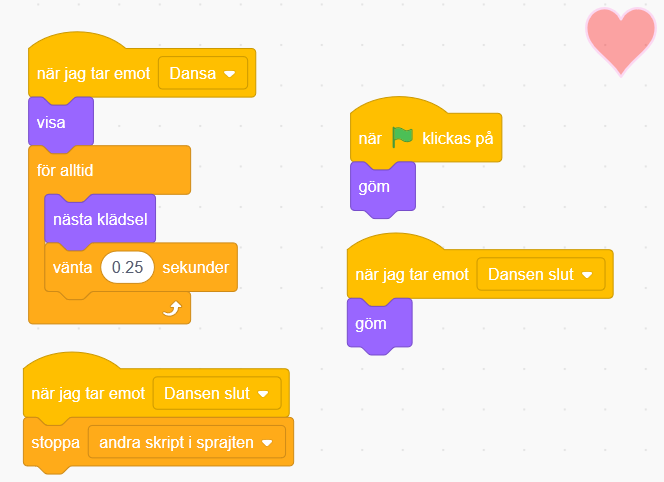 när jag tar emot Dansa
visa
för alltid
nästa klädsel
vänta 0.25 sekunder
när jag tar emot Dansen slut
stoppa andra skript i sprajten
när klickas på
göm
när jag tar emot Dansen slut
göm